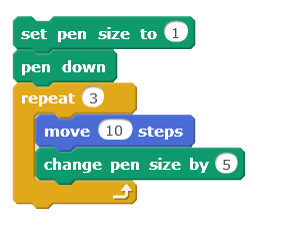 set pen size to 1
pen down
repeat 3
move 10 steps
change pen size by 5